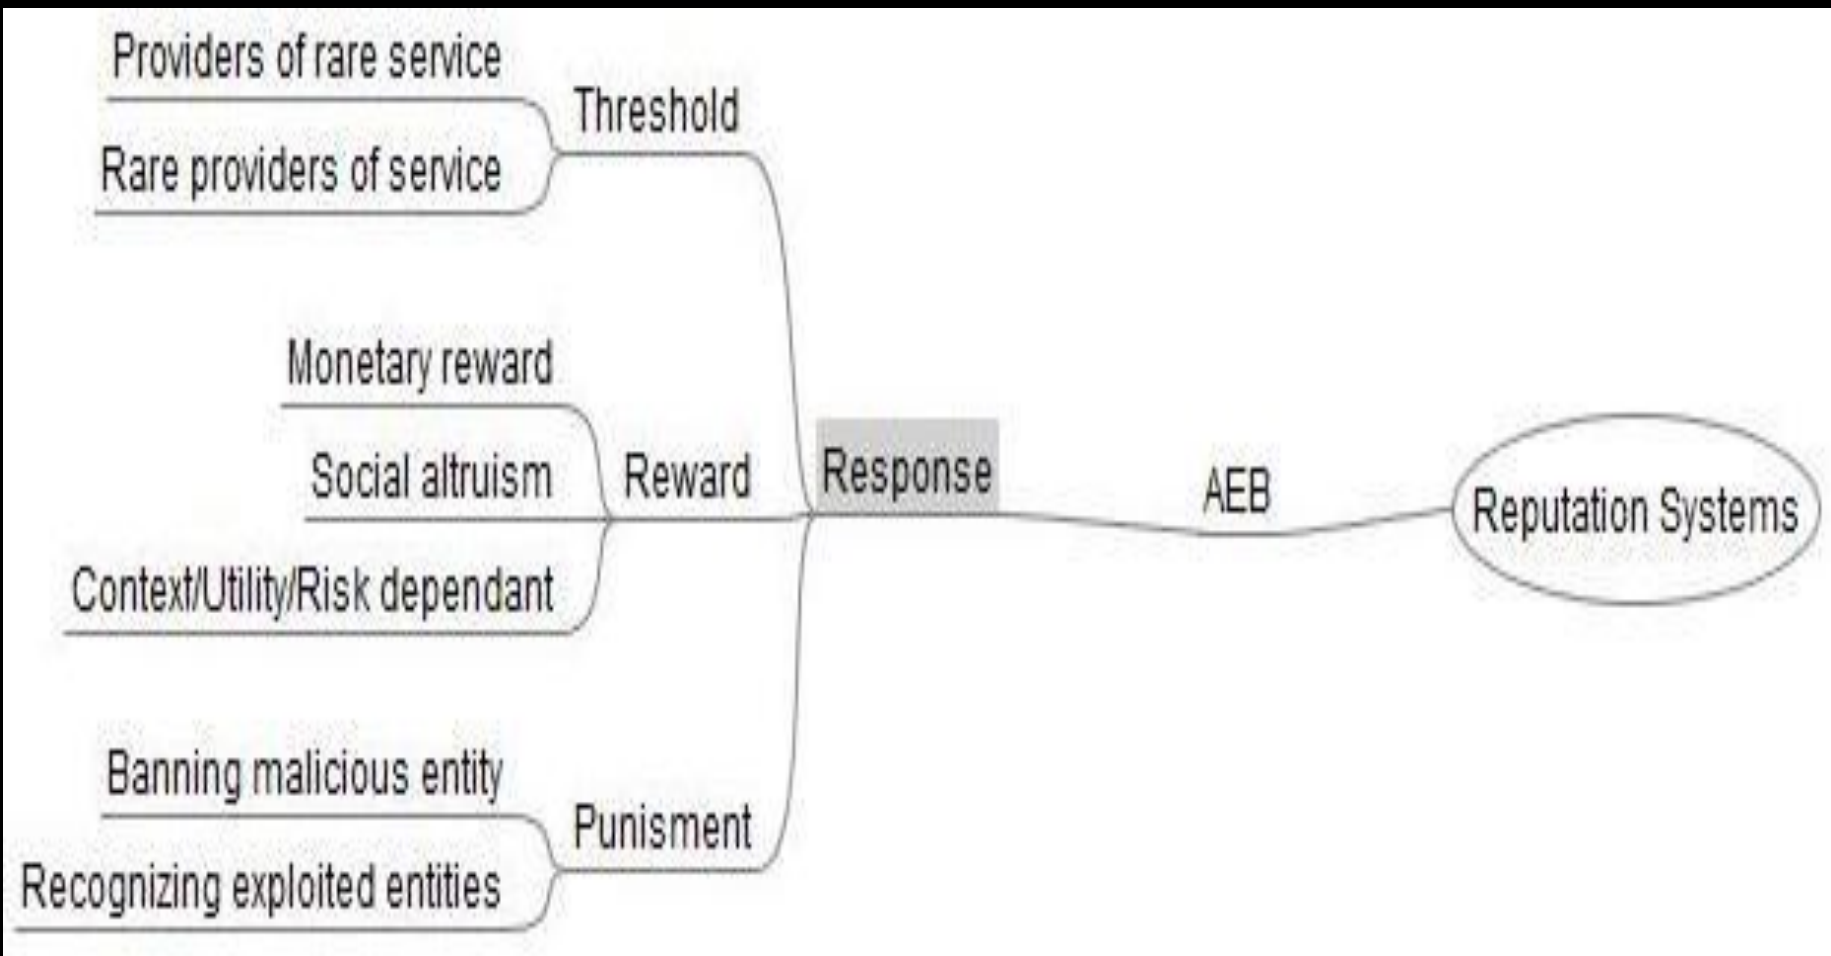 Providers of rare service
Threshold
Rare providers of service
Monetary reward
Social altruism
Reward
Response
AEB
Reputation Systems
Context/Utility/Risk dependant
Banning malicious entity
Punisment
Recognizing exploited entities